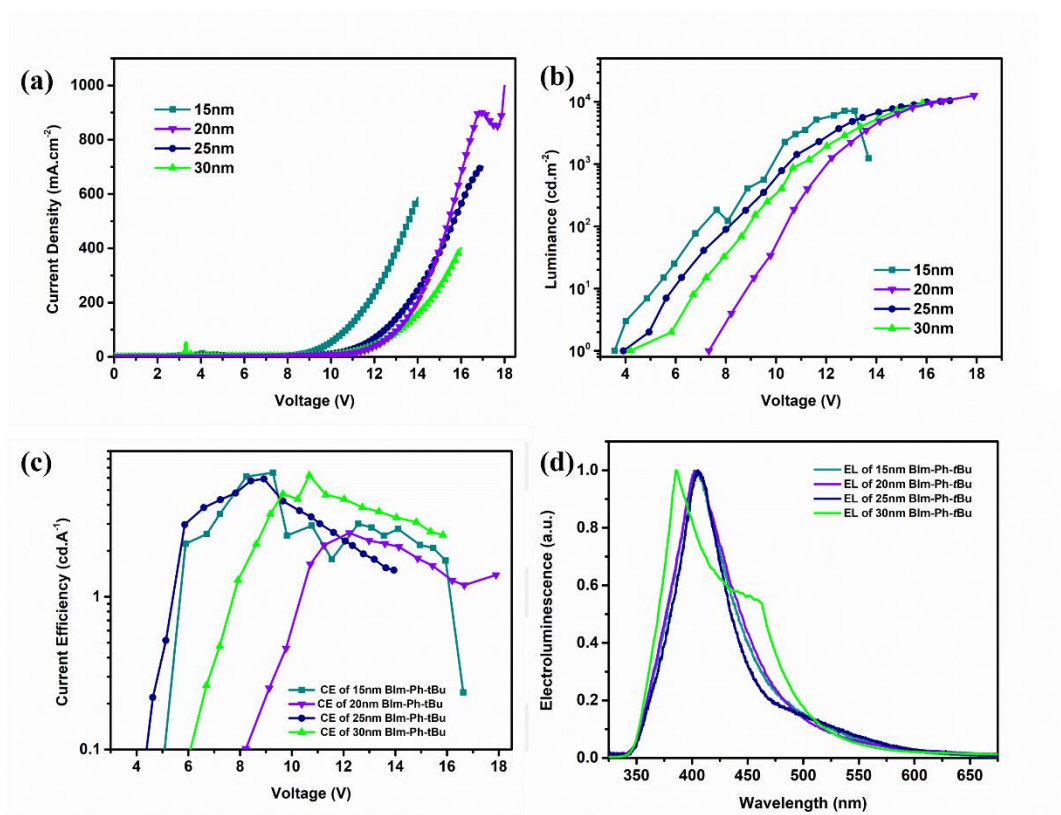 (a)
Current Density (mA.cm⁻²)
1000
800
600
400
200
0
15nm
20nm
25nm
30nm
0 2 4 6 8 10 12 14 16 18
Voltage (V)
(b)
Luminance (cd.m⁻²)
10⁴
10³
10²
10¹
10⁰
15nm
20nm
25nm
30nm
4 6 8 10 12 14 16 18
Voltage (V)
(c)
Current Efficiency (cd.A⁻¹)
1
0.1
CE of 15nm BIm-Ph-tBu
CE of 20nm BIm-Ph-tBu
CE of 25nm BIm-Ph-tBu
CE of 30nm BIm-Ph-tBu
4 6 8 10 12 14 16 18
Voltage (V)
(d)
Electroluminescence (a.u.)
1.0
0.8
0.6
0.4
0.2
0.0
EL of 15nm BIm-Ph-tBu
EL of 20nm BIm-Ph-tBu
EL of 25nm BIm-Ph-tBu
EL of 30nm BIm-Ph-tBu
350 400 450 500 550 600 650
Wavelength (nm)